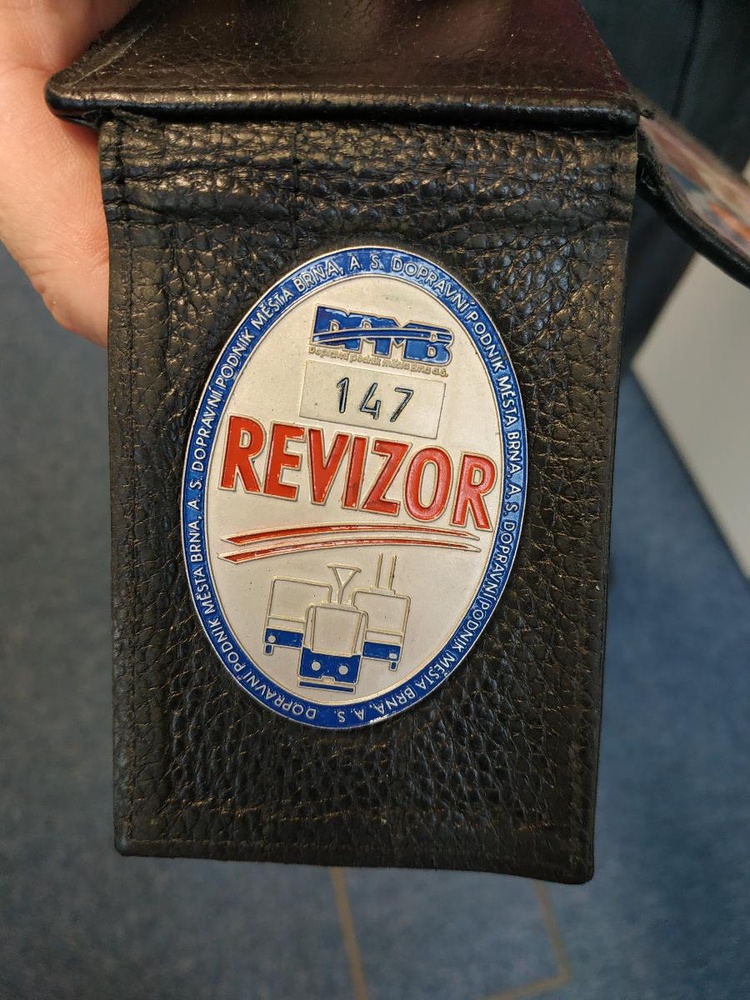 DPMB
Dopravní podnik města Brna a.s.
147
REVIZOR
DOPRAVNÍ PODNIK MĚSTA BRNA, A. S. DOPRAVNÍ PODNIK MĚSTA BRNA, A. S. DOPRAVNÍ PODNIK MĚSTA BRNA, A. S. DOPRAVNÍ PODNIK MĚSTA BRNA, A. S.